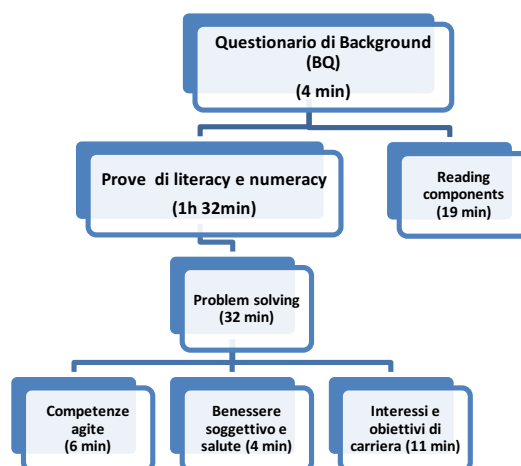 Questionario di Background
(BQ)
(4 min)
Prove di literacy e numeracy
(1h 32min)
Reading
components
(19 min)
Problem solving
(32 min)
Competenze
agite
(6 min)
Benessere
soggettivo e
salute (4 min)
Interessi e
obiettivi di
carriera (11 min)